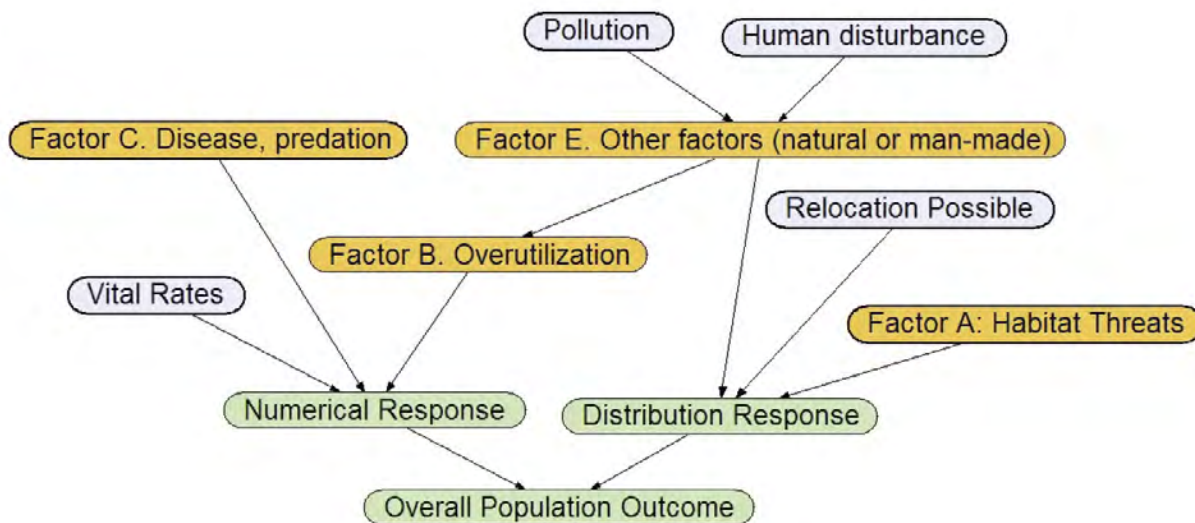 Pollution
Human disturbance
Factor C. Disease, predation
Factor E. Other factors (natural or man-made)
Relocation Possible
Factor B. Overutilization
Vital Rates
Factor A: Habitat Threats
Numerical Response
Distribution Response
Overall Population Outcome